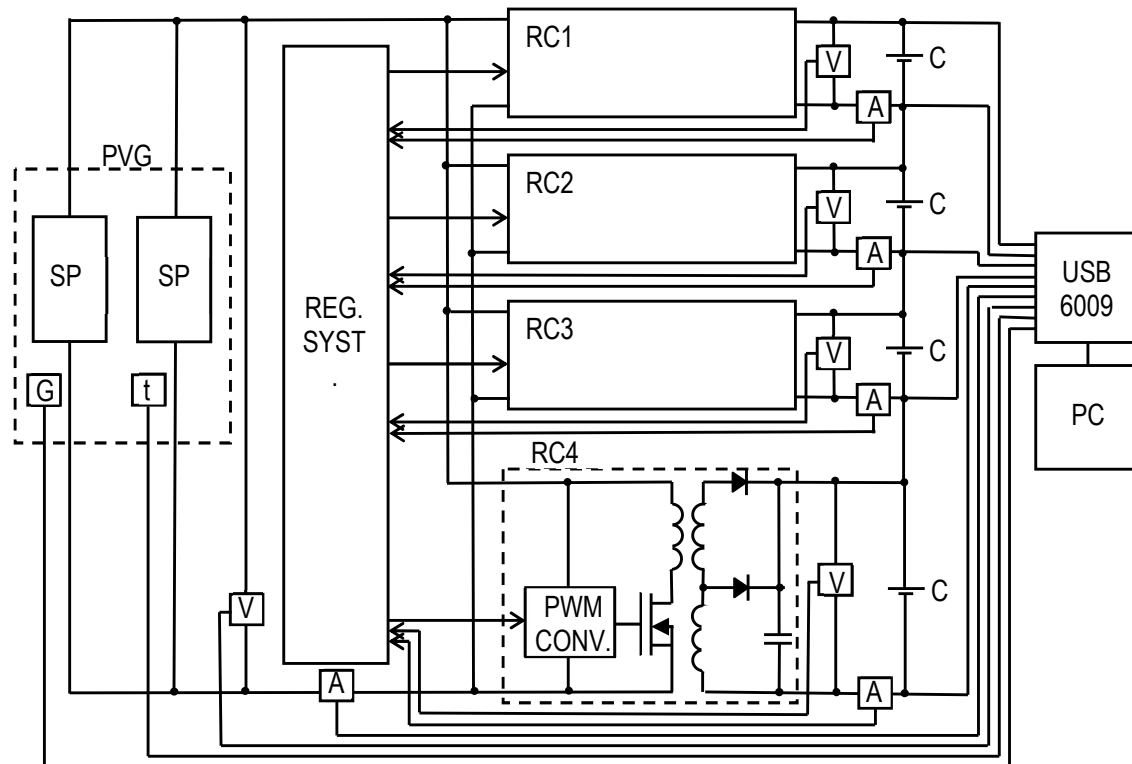 RC1
V
C
A
PVG
RC2
V
C
SP
SP
A
USB
6009
REG.
SYST
.
RC3
V
C
G
t
A
PC
RC4
V
PWM
CONV.
V
C
A
A